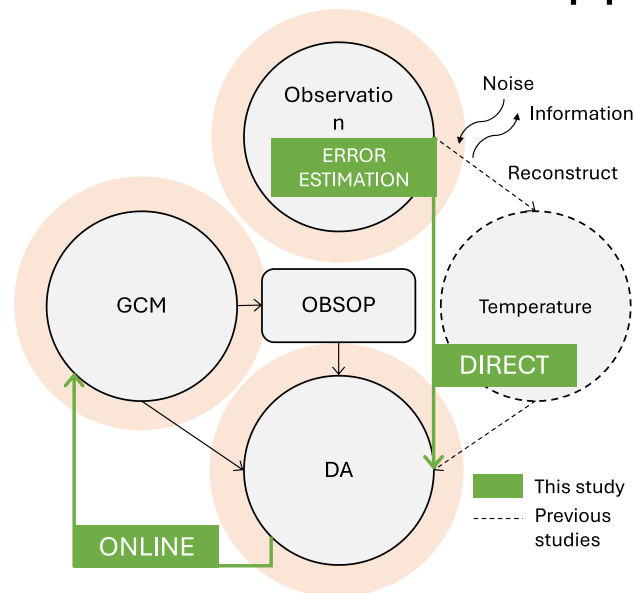 Observatio
n
ERROR
ESTIMATION
Noise
Information
Reconstruct
GCM
OBSOP
Temperature
DIRECT
DA
ONLINE
This study
Previous
studies